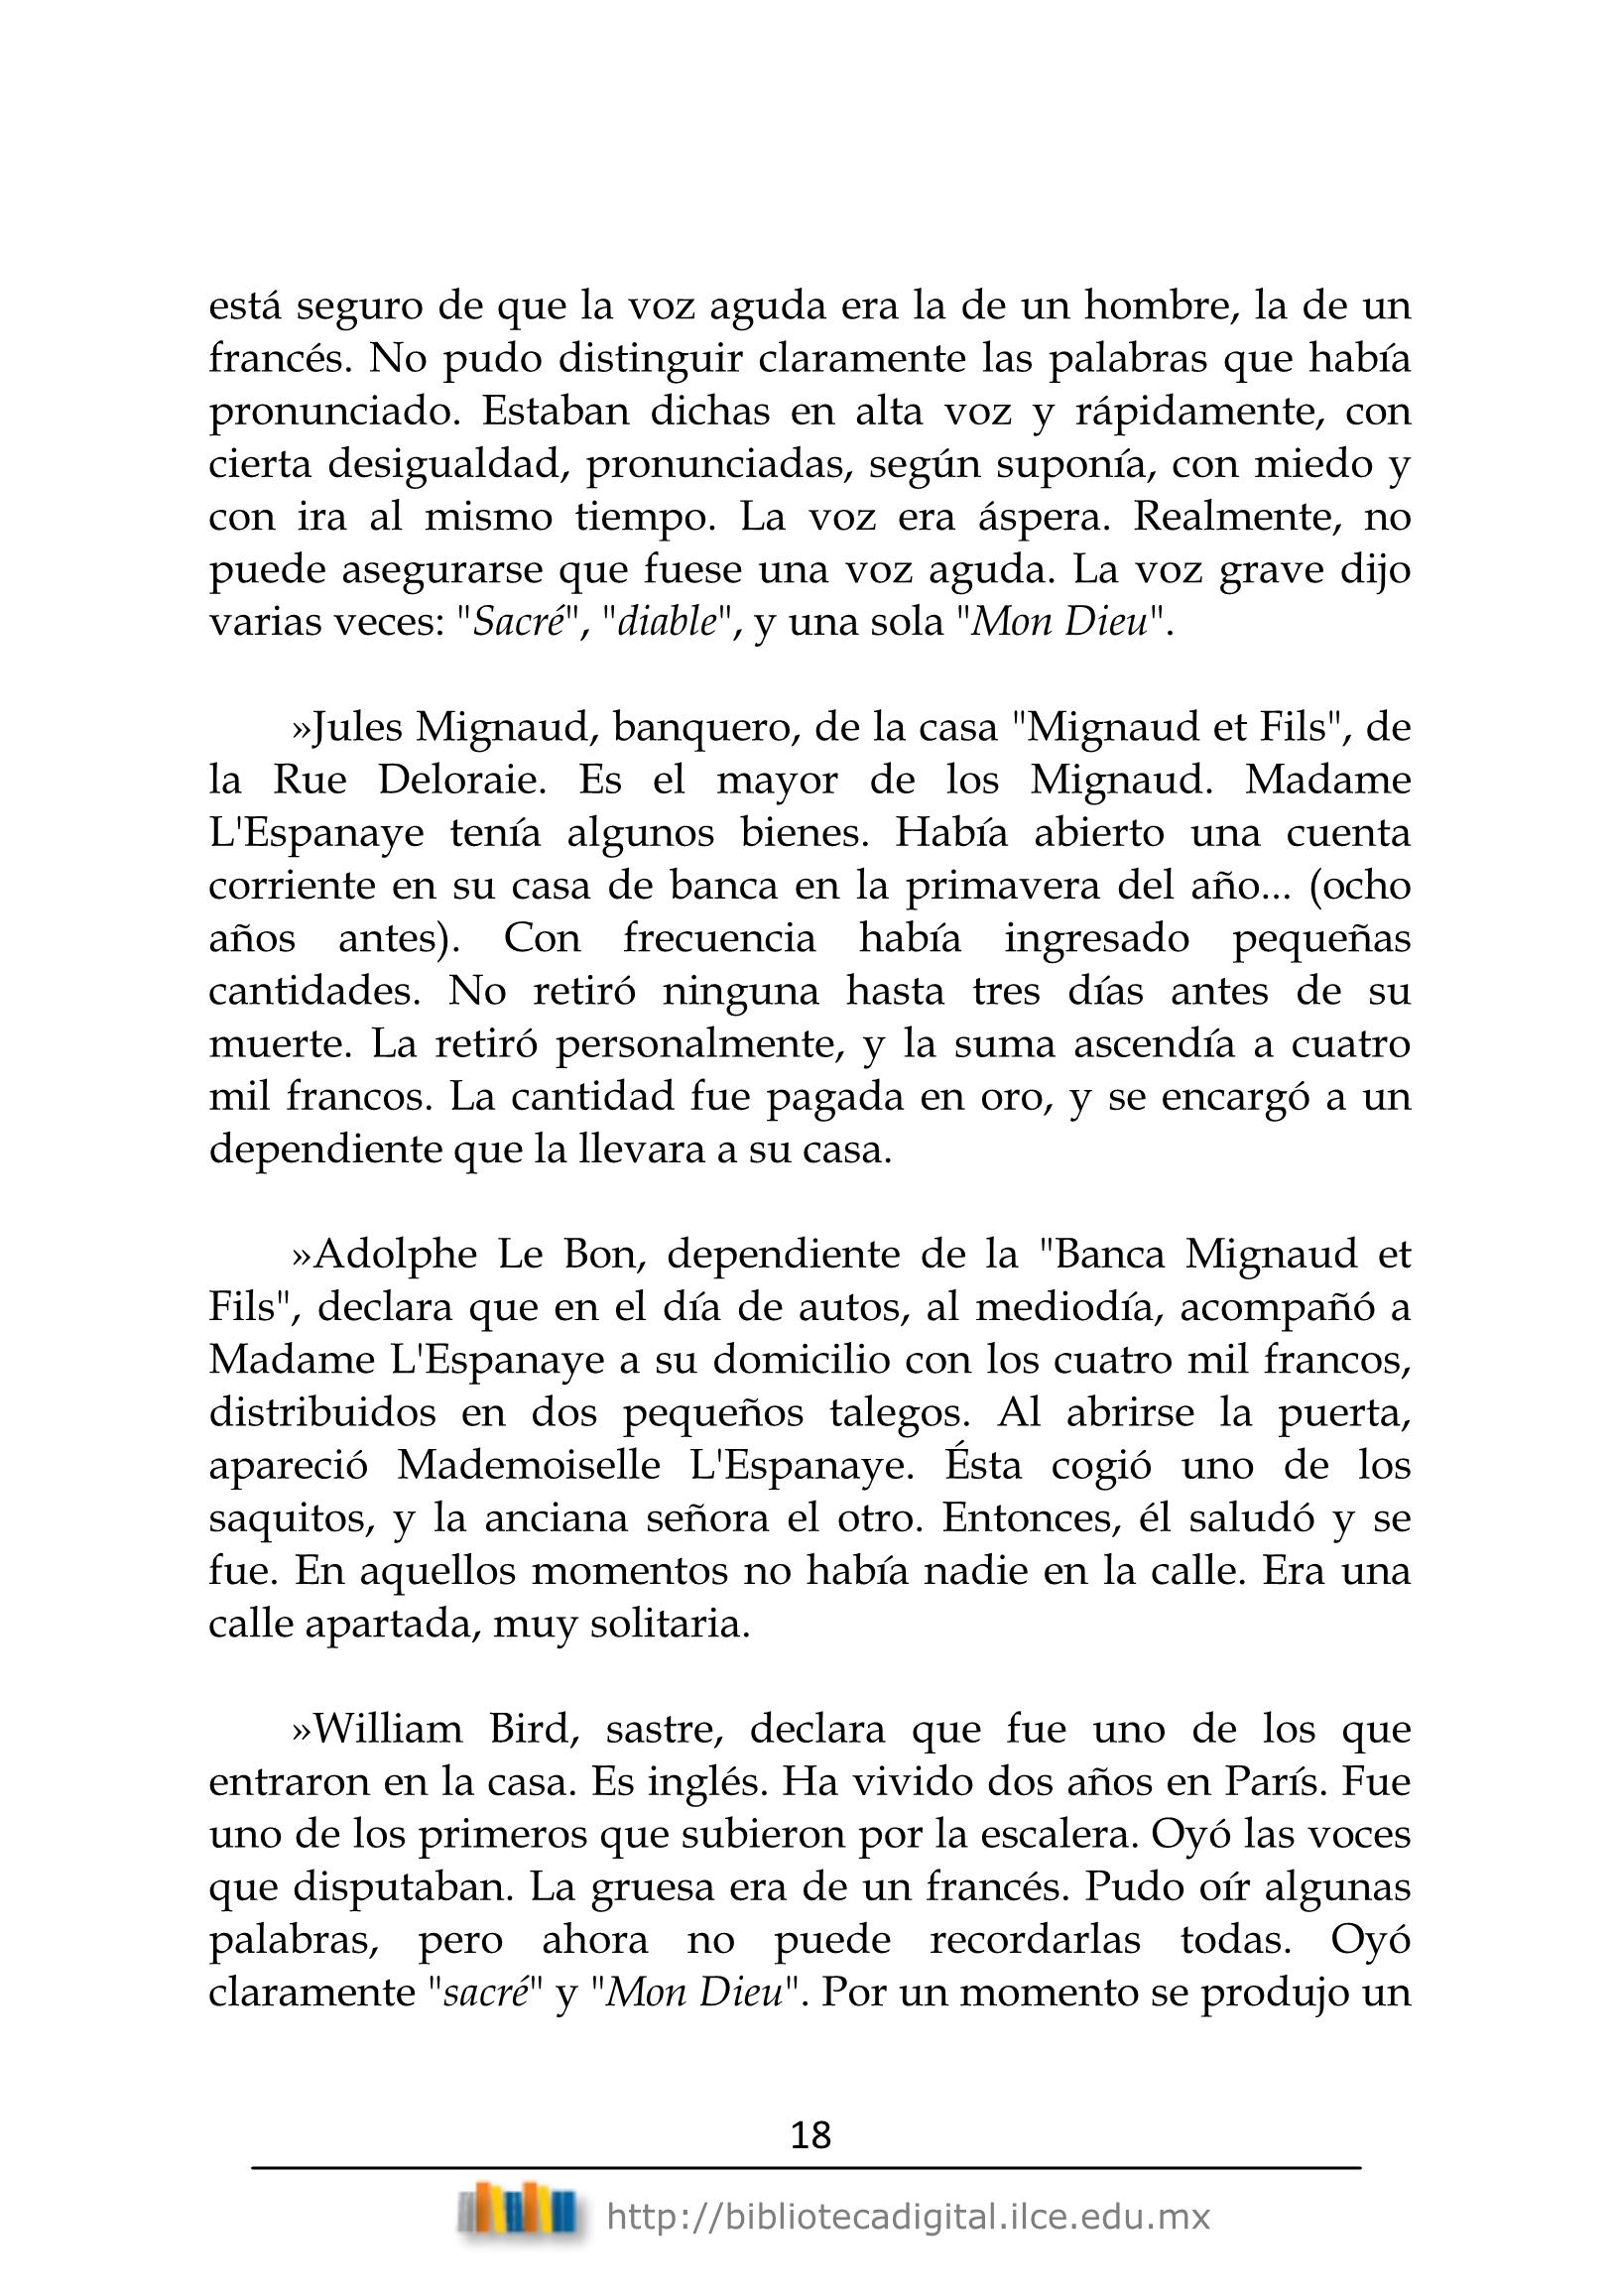 está seguro de que la voz aguda era la de un hombre, la de un
francés. No pudo distinguir claramente las palabras que había
pronunciado. Estaban dichas en alta voz y rápidamente, con
cierta desigualdad, pronunciadas, según suponía, con miedo y
con ira al mismo tiempo. La voz era áspera. Realmente, no
puede asegurarse que fuese una voz aguda. La voz grave dijo
varias veces: "Sacré", "diable", y una sola "Mon Dieu".
»Jules Mignaud, banquero, de la casa "Mignaud et Fils", de
la Rue Deloraie. Es el mayor de los Mignaud. Madame
L'Espanaye tenía algunos bienes. Había abierto una cuenta
corriente en su casa de banca en la primavera del año... (ocho
años antes). Con frecuencia había ingresado pequeñas
cantidades. No retiró ninguna hasta tres días antes de su
muerte. La retiró personalmente, y la suma ascendía a cuatro
mil francos. La cantidad fue pagada en oro, y se encargó a un
dependiente que la llevara a su casa.
»Adolphe Le Bon, dependiente de la "Banca Mignaud et
Fils", declara que en el día de autos, al mediodía, acompañó a
Madame L'Espanaye a su domicilio con los cuatro mil francos,
distribuidos en dos pequeños talegos. Al abrirse la puerta,
apareció Mademoiselle L'Espanaye. Ésta cogió uno de los
saquitos, y la anciana señora el otro. Entonces, él saludó y se
fue. En aquellos momentos no había nadie en la calle. Era una
calle apartada, muy solitaria.
»William Bird, sastre, declara que fue uno de los que
entraron en la casa. Es inglés. Ha vivido dos años en París. Fue
uno de los primeros que subieron por la escalera. Oyó las voces
que disputaban. La gruesa era de un francés. Pudo oír algunas
palabras, pero ahora no puede recordarlas todas. Oyó
claramente "sacré" y "Mon Dieu". Por un momento se produjo un
18
http://bibliotecadigital.ilce.edu.mx